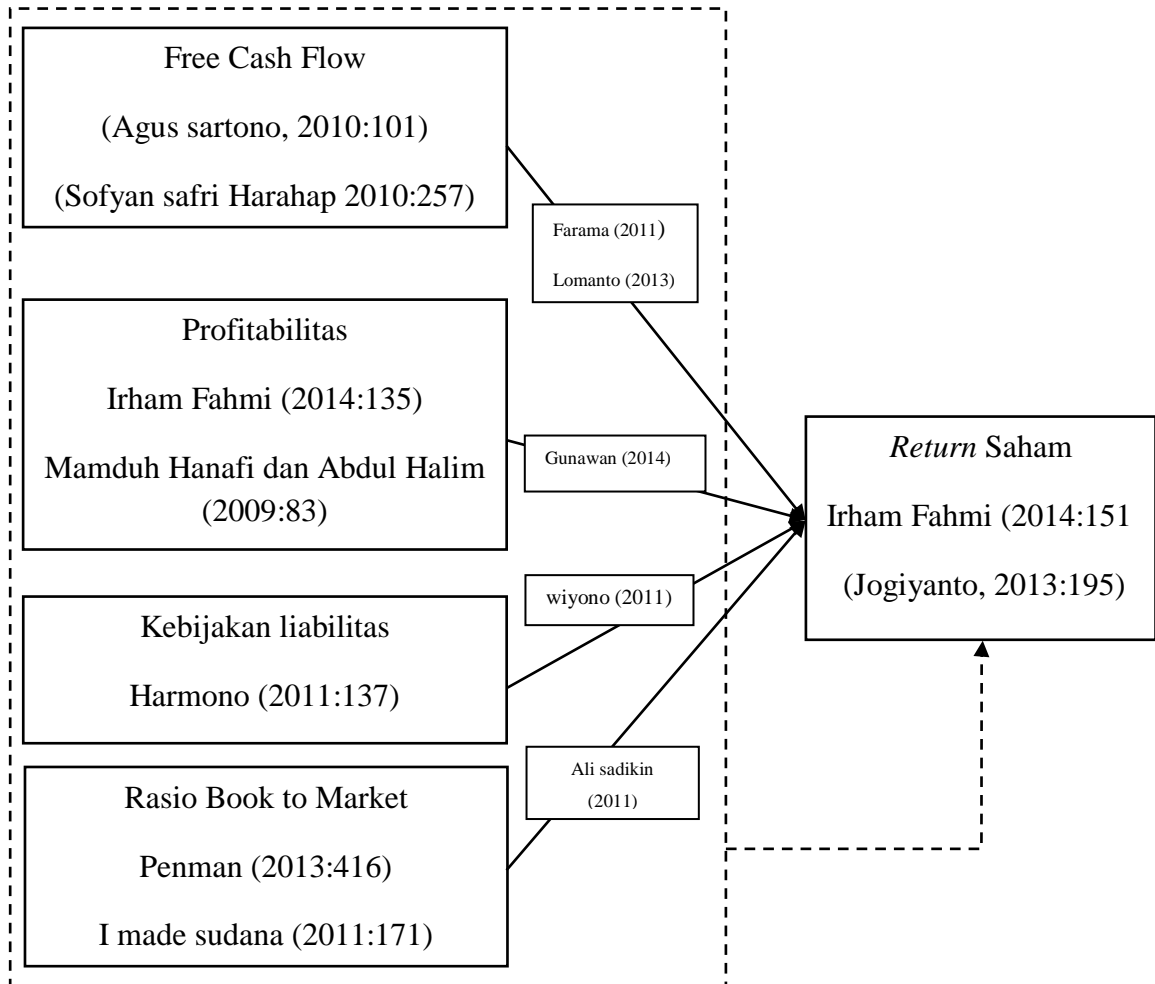 Free Cash Flow
(Agus sartono, 2010:101)
(Sofyan safri Harahap 2010:257)
Farama (2011)
Lomanto (2013)
Profitabilitas
Irham Fahmi (2014:135)
Mamduh Hanafi dan Abdul Halim
(2009:83)
Gunawan (2014)
Return Saham
Irham Fahmi (2014:151
(Jogiyanto, 2013:195)
Kebijakan liabilitas
Harmono (2011:137)
wiyono (2011)
Rasio Book to Market
Penman (2013:416)
I made sudana (2011:171)
Ali sadikin
(2011)